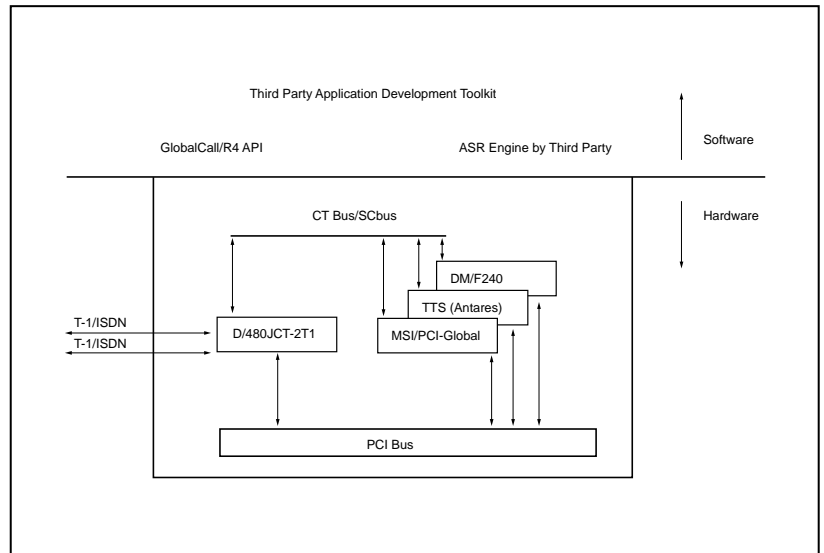 Third Party Application Development Toolkit
GlobalCall/R4 API
ASR Engine by Third Party
Software
CT Bus/SCbus
Hardware
DM/F240
TTS (Antares)
T-1/ISDN
D/480JCT-2T1
MSI/PCI-Global
T-1/ISDN
PCI Bus